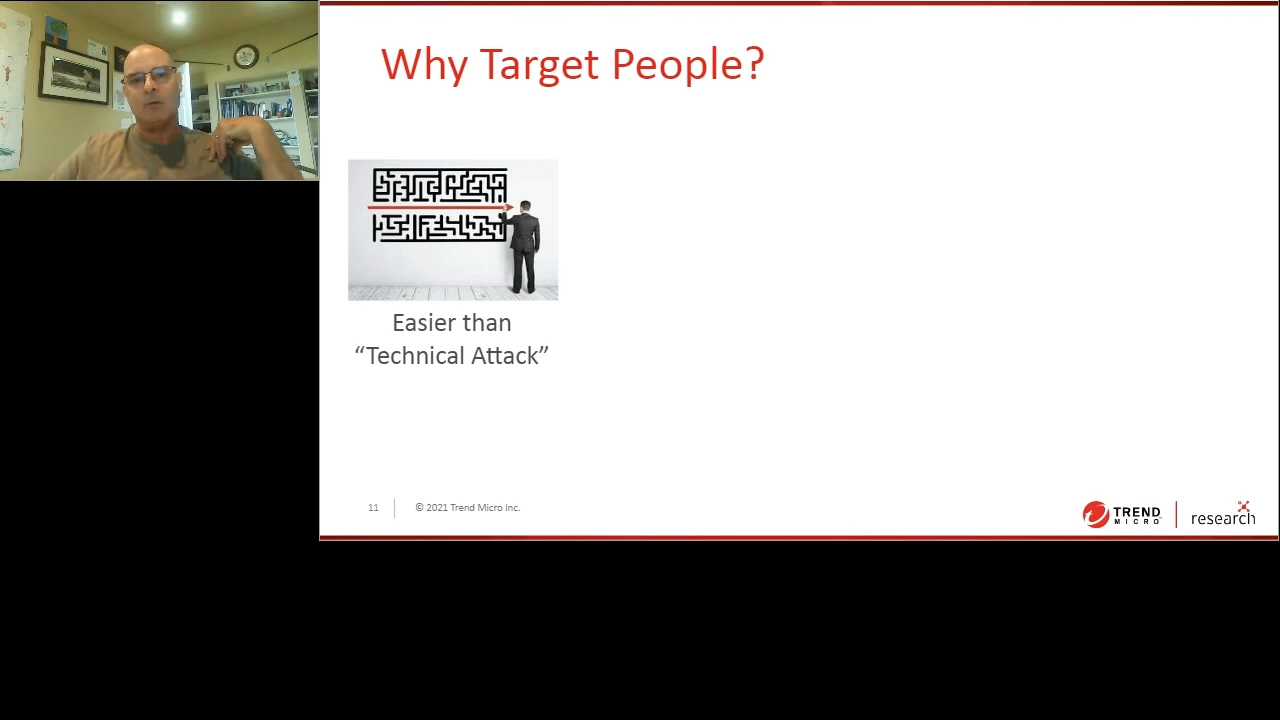 Why Target People?
Easier than
“Technical Attack”
11
© 2021 Trend Micro Inc.
TREND
MICRO
research